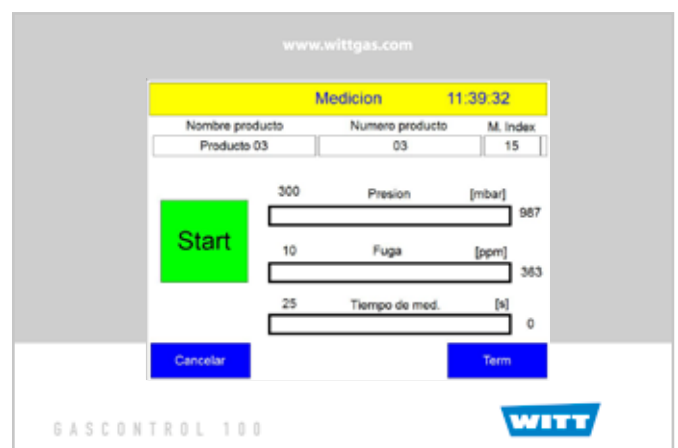 www.wittgas.com
Medicion 11:39:32
Nombre producto Numero producto M. Index
Producto 03 03 15
300 Presion [mbar]
987
Start
10 Fuga [ppm]
363
25 Tiempo de med. [s]
0
Cancelar Term
GASCONTROL 100
WITT